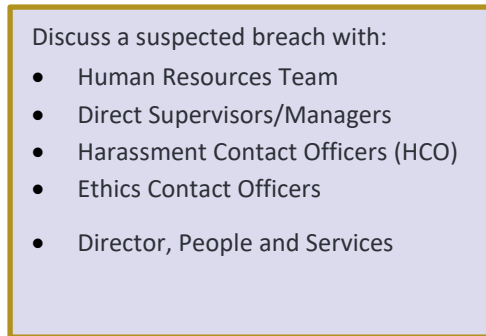 Discuss a suspected breach with:
• Human Resources Team
• Direct Supervisors/Managers
• Harassment Contact Officers (HCO)
• Ethics Contact Officers
• Director, People and Services